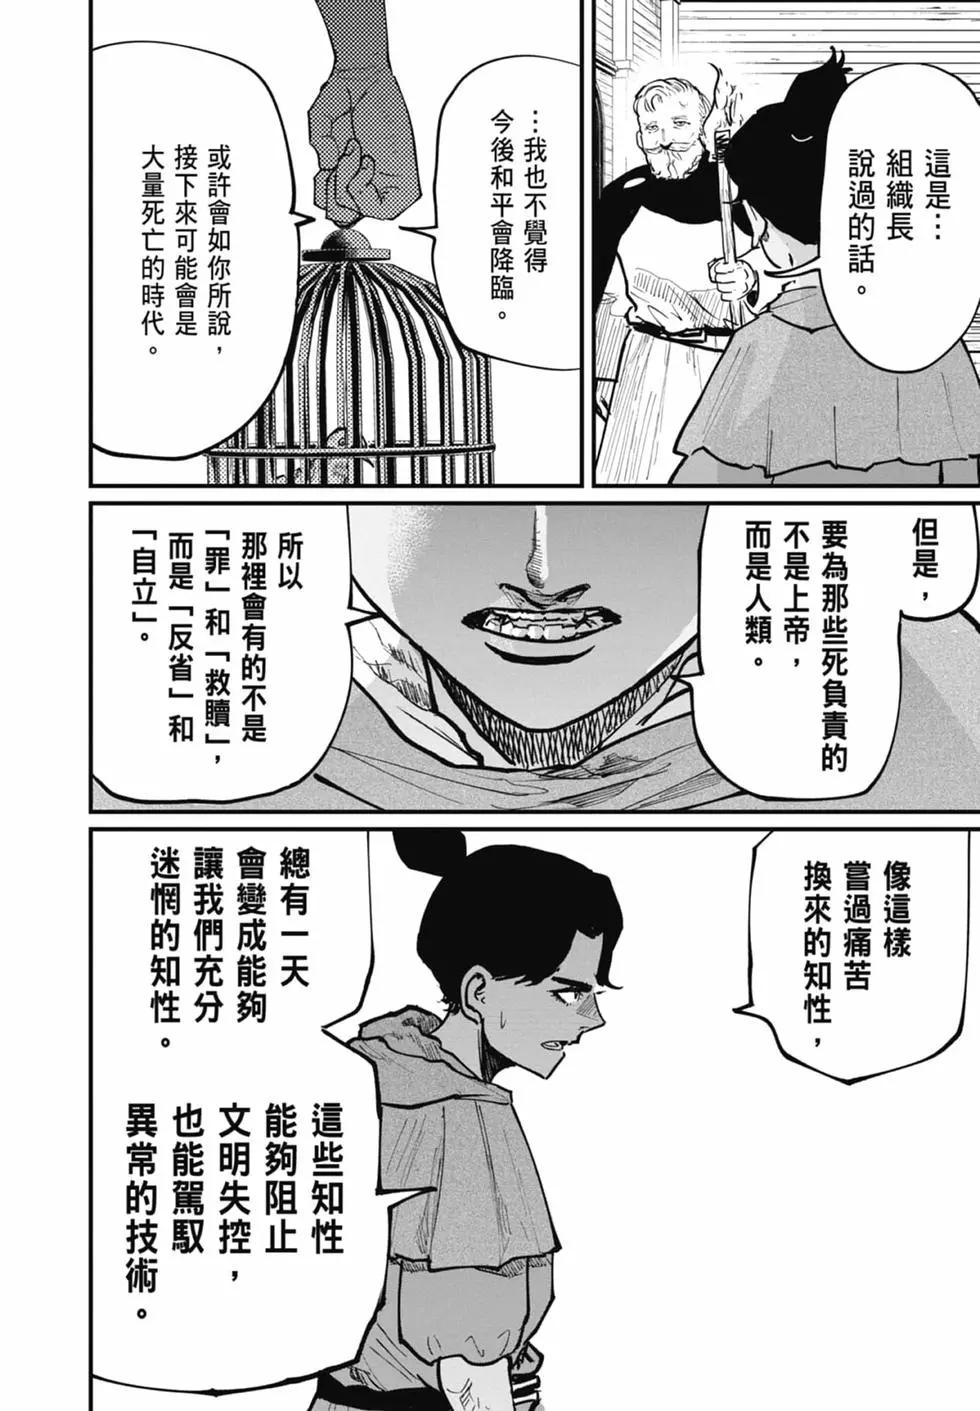 這是…
組織長
說過的話。
…我也不覺得
今後和平會降臨。
或許會如你所說，
接下來可能會是
大量死亡的時代。
但是，
要為那些死負責的
不是上帝，
而是人類。
所以
那裡會有的不是
「罪」和「救贖」，
而是「反省」和
「自立」。
像這樣
嘗過痛苦
換來的知性，
總有一天
會變成能夠
讓我們充分
迷惘的知性。
這些知性
能夠阻止
文明失控，
也能駕馭
異常的技術。